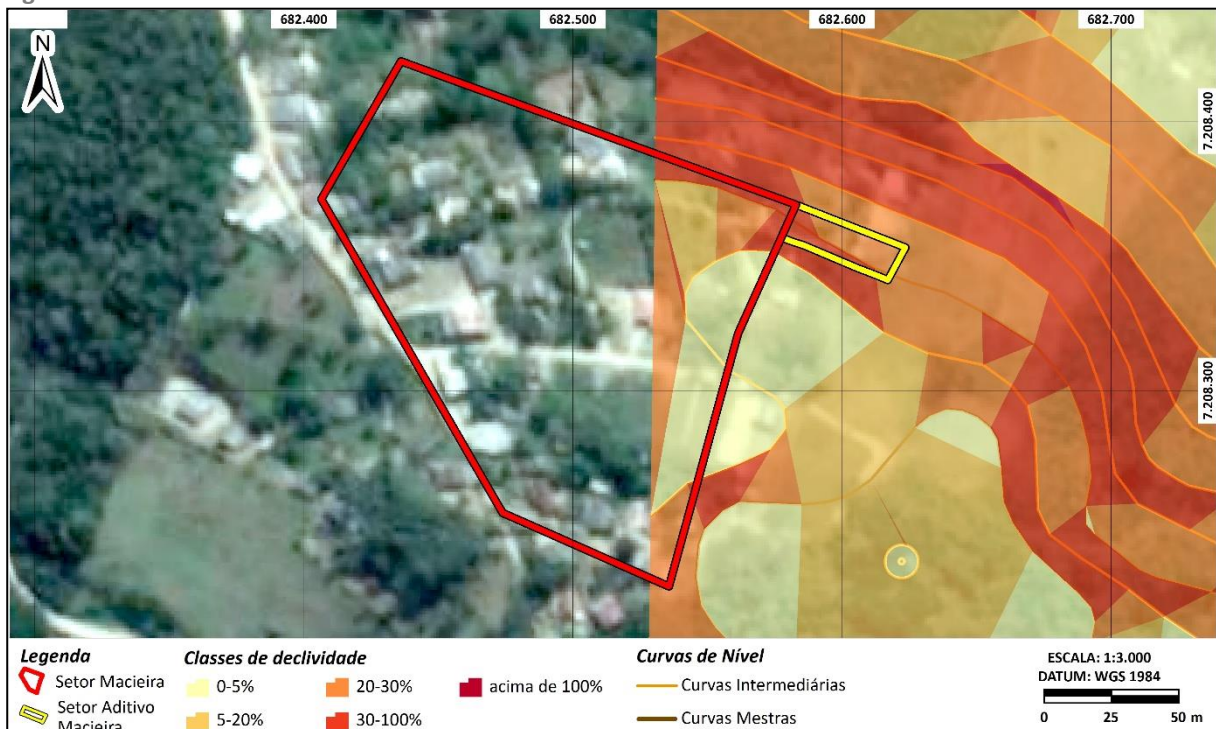 682.400
682.500
682.600
682.700
N
7.208.400
7.208.300
Legenda
Setor Macieira
Setor Aditivo
Macieira
Classes de declividade
0-5%
5-20%
20-30%
30-100%
acima de 100%
Curvas de Nível
Curvas Intermediárias
Curvas Mestras
ESCALA: 1:3.000
DATUM: WGS 1984
0 25 50 m